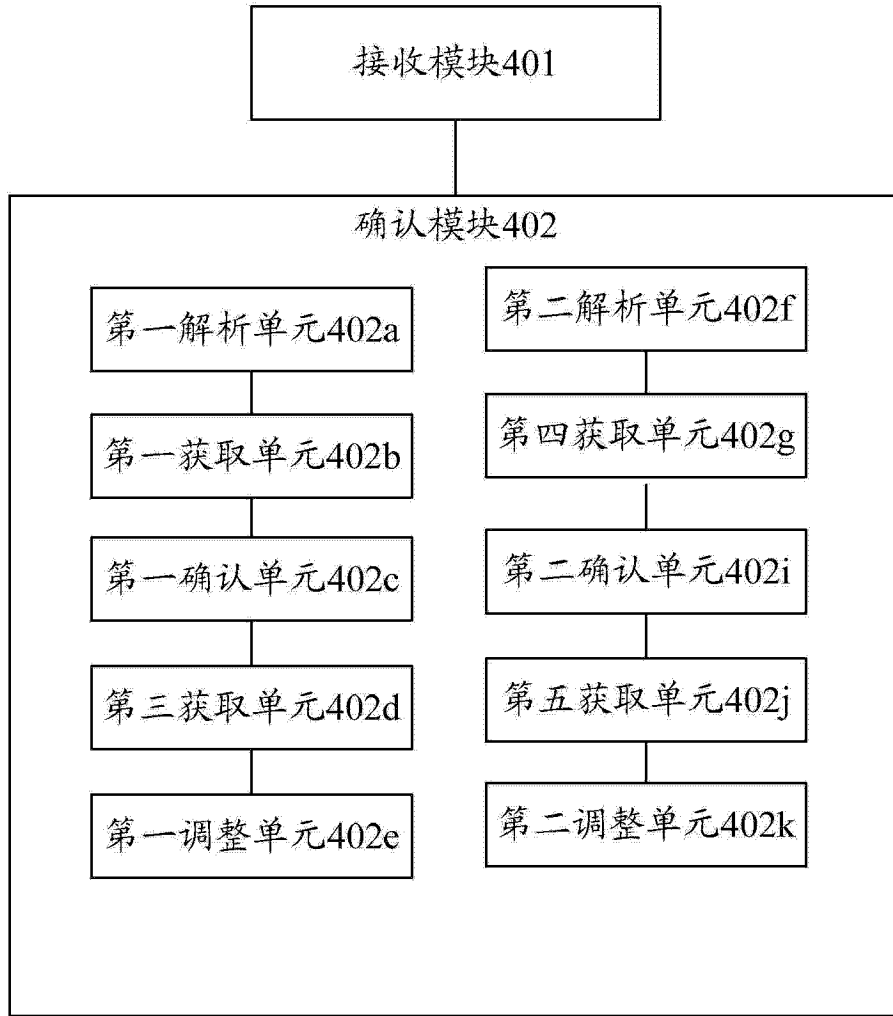 接收模块401
确认模块402
第一解析单元402a
第一获取单元402b
第一确认单元402c
第三获取单元402d
第一调整单元402e
第二解析单元402f
第四获取单元402g
第二确认单元402i
第五获取单元402j
第二调整单元402k